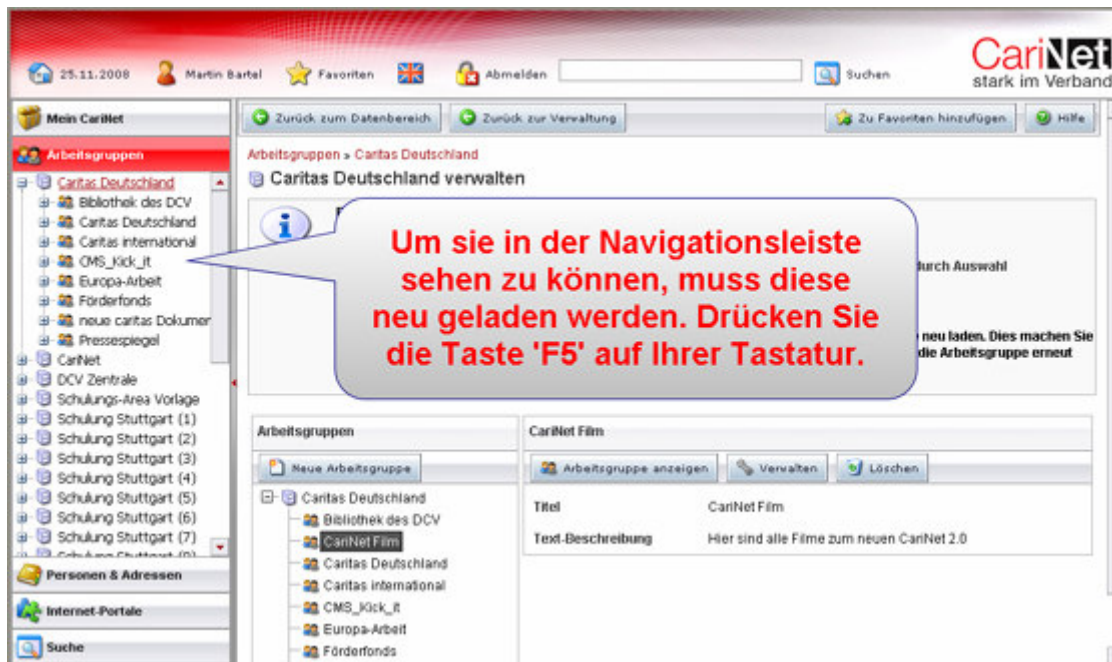 CariNet
stark im Verband
25.11.2008 Martin Bartel Favoriten Abmelden Suchen
Mein CariNet
Zurück zum Datenbereich Zurück zur Verwaltung Zu Favoriten hinzufügen Hilfe
Arbeitsgruppen
Arbeitsgruppen » Caritas Deutschland
Caritas Deutschland verwalten
Caritas Deutschland
Bibliothek des DCV
Caritas Deutschland
Caritas international
CMS_Kick_it
Europa-Arbeit
Förderfonds
neue caritas Dokumer
Pressespiegel
CariNet
DCV Zentrale
Schulungs-Area Vorlage
Schulung Stuttgart (1)
Schulung Stuttgart (2)
Schulung Stuttgart (3)
Schulung Stuttgart (4)
Schulung Stuttgart (5)
Schulung Stuttgart (6)
Schulung Stuttgart (7)
Personen & Adressen
Internet-Portale
Suche
Um sie in der Navigationsleiste
sehen zu können, muss diese
neu geladen werden. Drücken Sie
die Taste 'F5' auf Ihrer Tastatur.
durch Auswahl
neu laden. Dies machen Sie
die Arbeitsgruppe erneut
Arbeitsgruppen
Neue Arbeitsgruppe
Caritas Deutschland
Bibliothek des DCV
CariNet Film
Caritas Deutschland
Caritas international
CMS_Kick_it
Europa-Arbeit
Förderfonds
CariNet Film
Arbeitsgruppe anzeigen Verwalten Löschen
Titel CariNet Film
Text-Beschreibung Hier sind alle Filme zum neuen CariNet 2.0